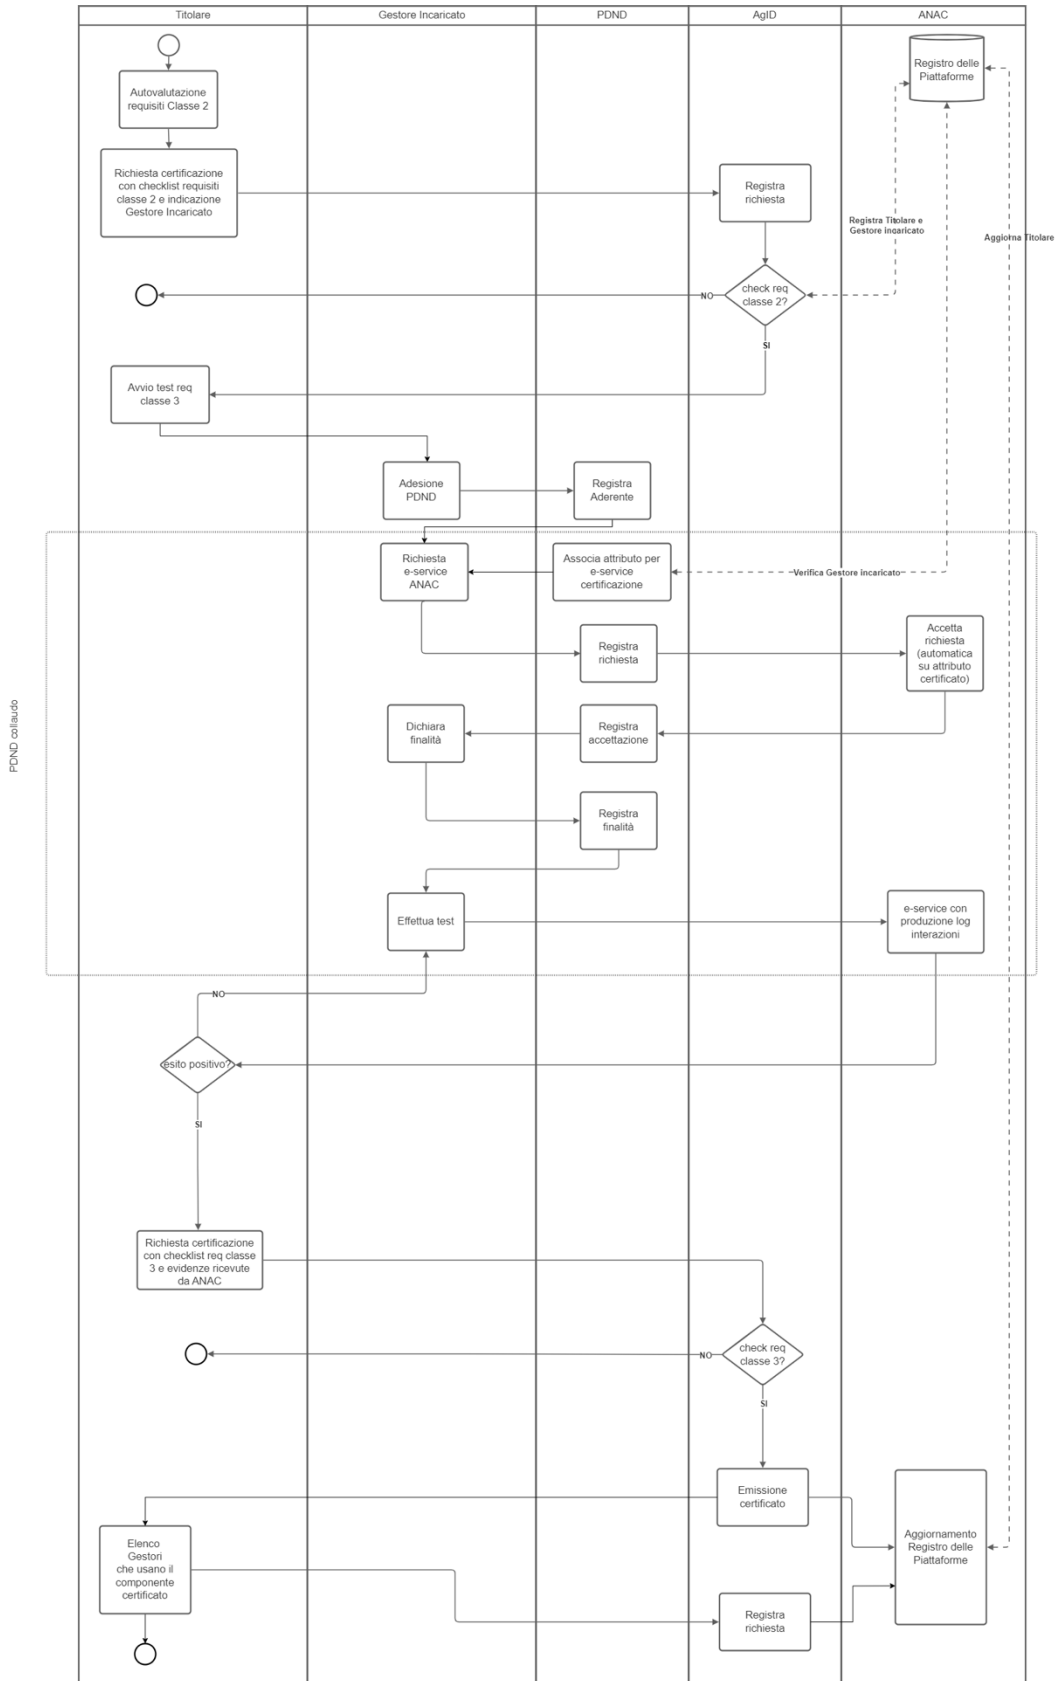 Titolare
Gestore Incaricato
PDND
AgID
ANAC
Registro delle
Piattaforme
Autovalutazione
requisiti Classe 2
Richiesta certificazione
con checklist requisiti
classe 2 e indicazione
Gestore Incaricato
Registra
richiesta
Registra Titolare e
Gestore incaricato
Aggiorna Titolare
check req
classe 2?
NO
SI
Avvio test req
classe 3
Adesione
PDND
Registra
Aderente
Richiesta
e-service
ANAC
Associa attributo per
e-service
certificazione
Verifica Gestore incaricato
Registra
richiesta
Accetta
richiesta
(automatica
su attributo
certificato)
PDND collaudo
Dichiara
finalità
Registra
accettazione
Registra
finalità
Effettua test
e-service con
produzione log
interazioni
NO
esito positivo?
SI
Richiesta certificazione
con checklist req classe
3 e evidenze ricevute
da ANAC
check req
classe 3?
NO
SI
Emissione
certificato
Elenco
Gestori
che usano il
componente
certificato
Aggiornamento
Registro delle
Piattaforme
Registra
richiesta